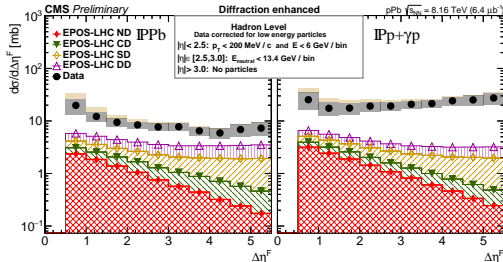 CMS Preliminary
Diffraction enhanced
pPb √sNN = 8.16 TeV (6.4 μb⁻¹)
dσ/dΔη^F [mb]
EPOS-LHC ND
EPOS-LHC CD
EPOS-LHC SD
EPOS-LHC DD
Data
IPPb
Hadron Level
Data corrected for low energy particles
|η| < 2.5: p_T < 200 MeV / c and E < 6 GeV / bin
|η|∈ [2.5,3.0]: E_neutral < 13.4 GeV / bin
|η| > 3.0: No particles
IPp+γp
10³
10²
10
1
10⁻¹
0 1 2 3 4 5
Δη^F
0 1 2 3 4 5
Δη^F